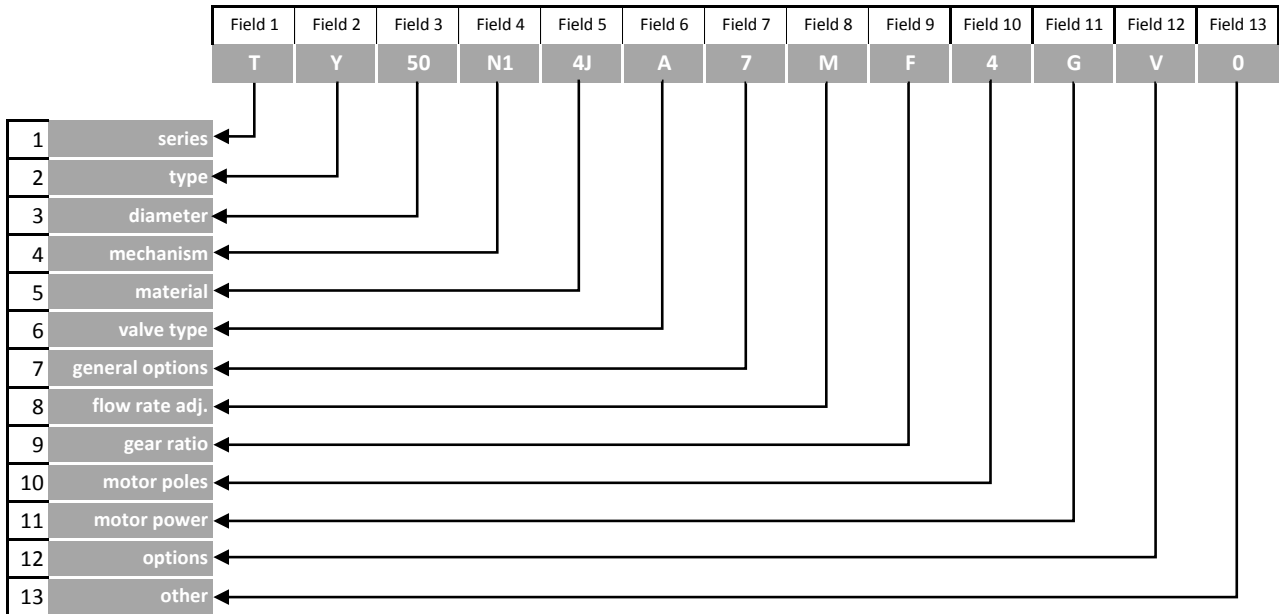 Field 1 Field 2 Field 3 Field 4 Field 5 Field 6 Field 7 Field 8 Field 9 Field 10 Field 11 Field 12 Field 13
T Y 50 N1 4J A 7 M F 4 G V 0
1 series
2 type
3 diameter
4 mechanism
5 material
6 valve type
7 general options
8 flow rate adj.
9 gear ratio
10 motor poles
11 motor power
12 options
13 other